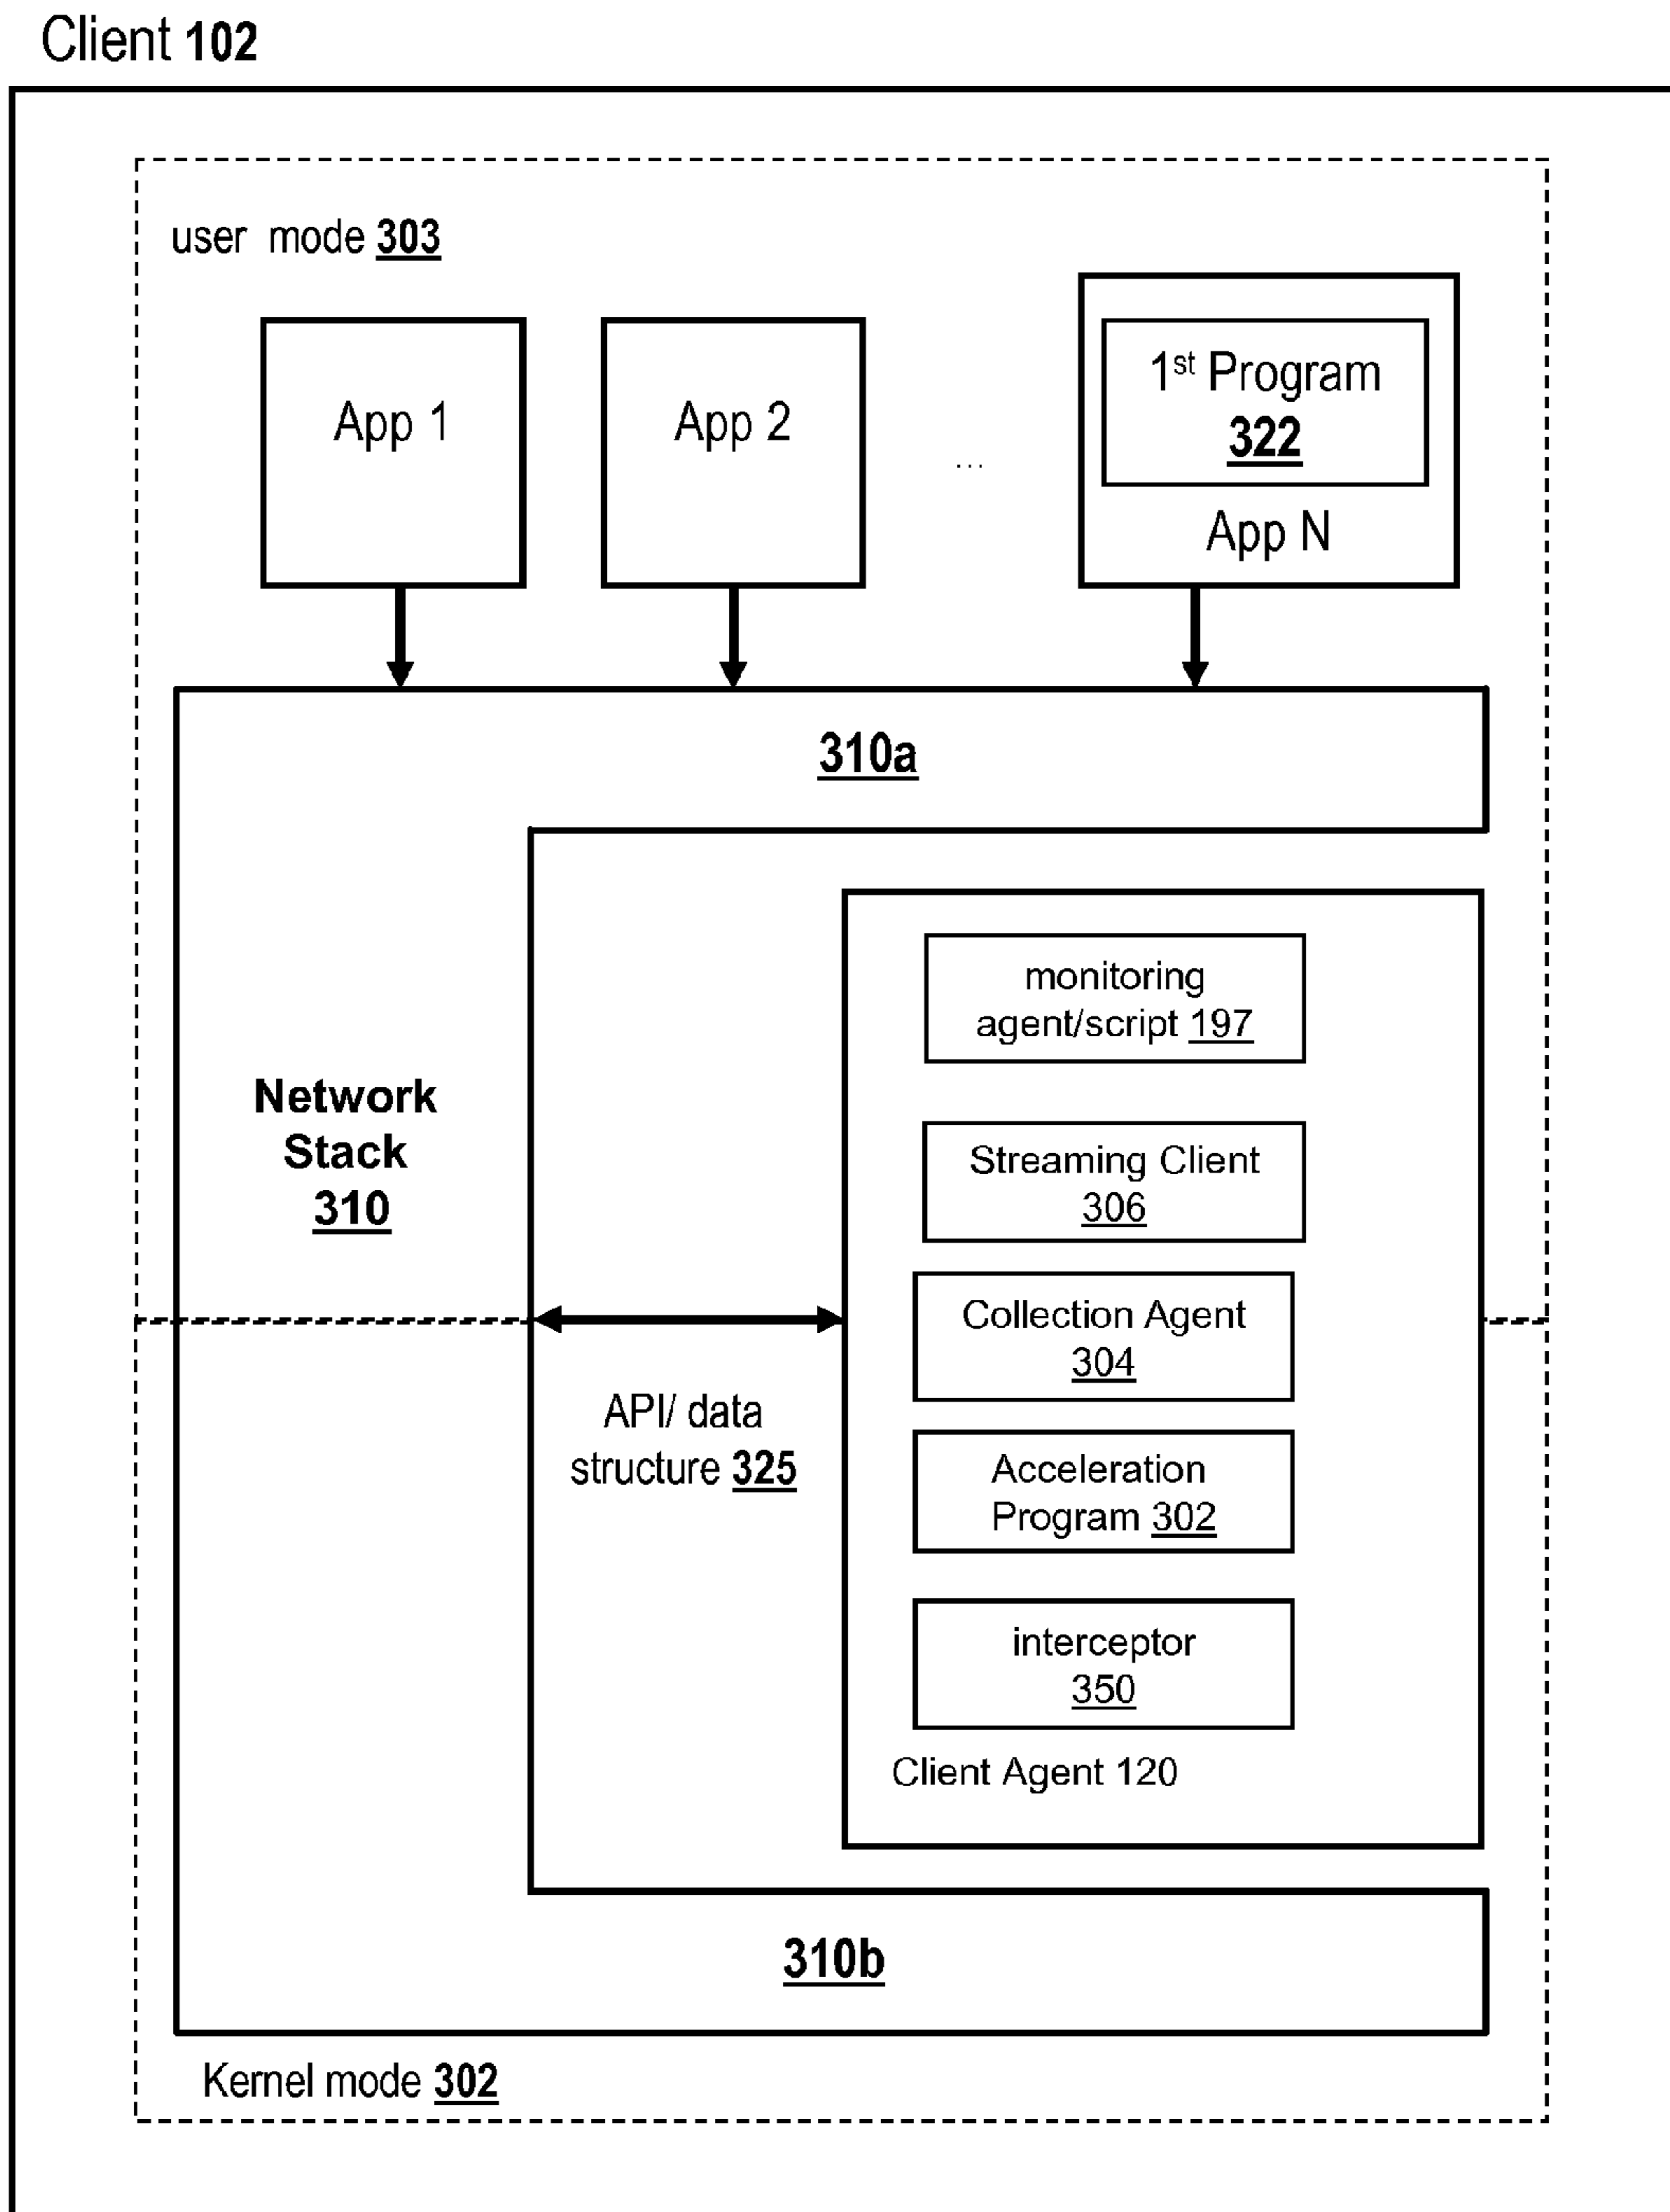 Client 102
user mode 303
App 1
App 2
...
1st Program
322
App N
310a
Network
Stack
310
monitoring
agent/script 197
Streaming Client
306
Collection Agent
304
API/ data
structure 325
Acceleration
Program 302
interceptor
350
Client Agent 120
310b
Kernel mode 302